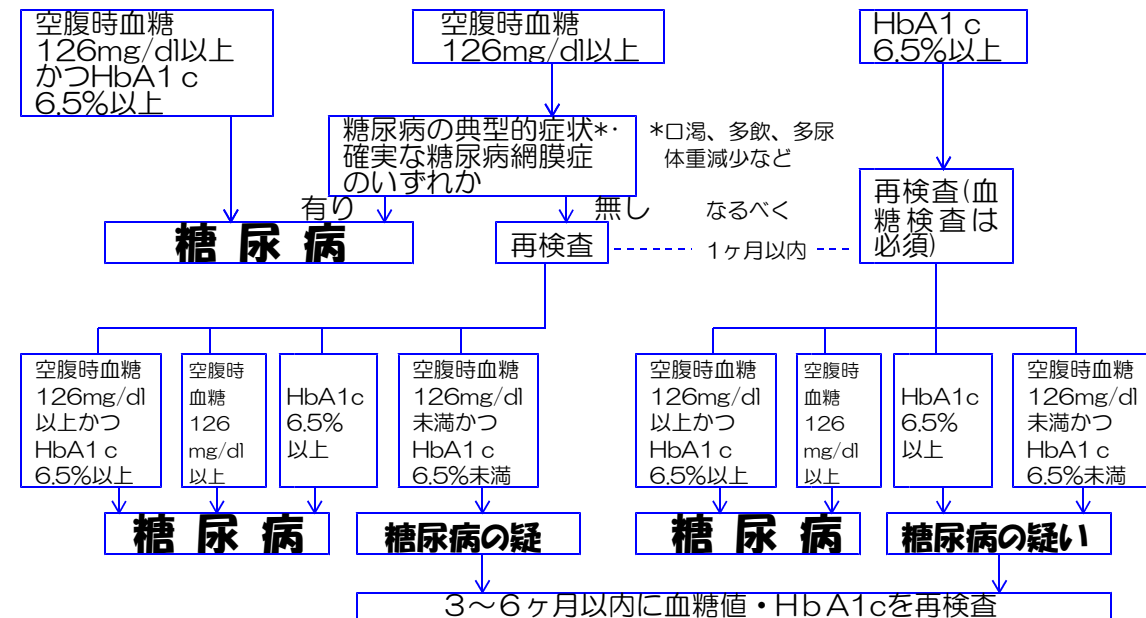 空腹時血糖
126mg/dl以上
かつHbA1c
6.5%以上
空腹時血糖
126mg/dl以上
HbA1c
6.5%以上
糖尿病の典型的症状*・
確実な糖尿病網膜症
のいずれか
*口渇、多飲、多尿
体重減少など
再検査(血
糖検査は
必須)
有り
無し
なるべく
糖尿病
再検査
1ヶ月以内
空腹時血糖
126mg/dl
以上かつ
HbA1c
6.5%以上
空腹時
血糖
126
mg/dl
以上
HbA1c
6.5%
以上
空腹時血糖
126mg/dl
未満かつ
HbA1c
6.5%未満
空腹時血糖
126mg/dl
以上かつ
HbA1c
6.5%以上
空腹時
血糖
126
mg/dl
以上
HbA1c
6.5%
以上
空腹時血糖
126mg/dl
未満かつ
HbA1c
6.5%未満
糖尿病
糖尿病の疑
糖尿病
糖尿病の疑い
3～6ヶ月以内に血糖値・HbA1cを再検査